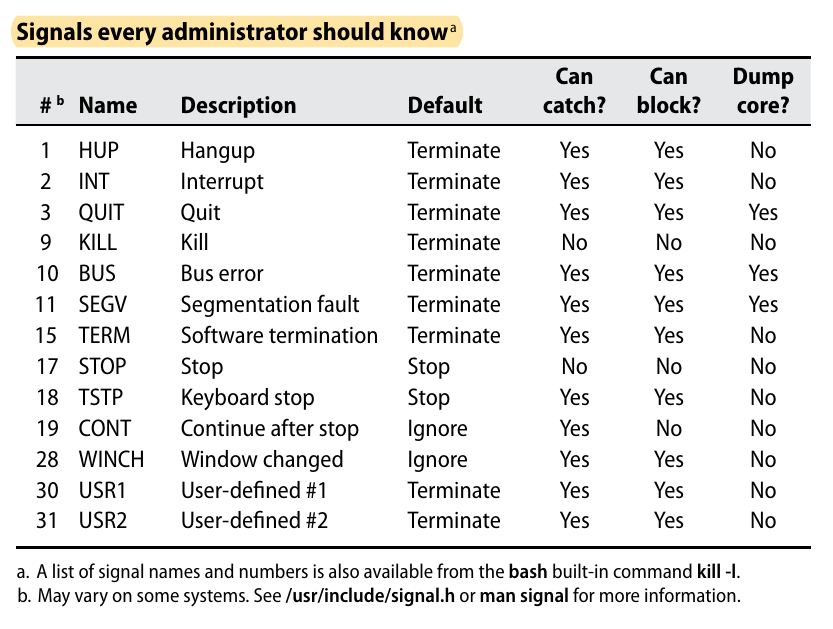 Signals every administrator should know a
Can Can Dump
# b Name Description Default catch? block? core?
1 HUP Hangup Terminate Yes Yes No
2 INT Interrupt Terminate Yes Yes No
3 QUIT Quit Terminate Yes Yes Yes
9 KILL Kill Terminate No No No
10 BUS Bus error Terminate Yes Yes Yes
11 SEGV Segmentation fault Terminate Yes Yes Yes
15 TERM Software termination Terminate Yes Yes No
17 STOP Stop Stop No No No
18 TSTP Keyboard stop Stop Yes Yes No
19 CONT Continue after stop Ignore Yes No No
28 WINCH Window changed Ignore Yes Yes No
30 USR1 User-defined #1 Terminate Yes Yes No
31 USR2 User-defined #2 Terminate Yes Yes No
a. A list of signal names and numbers is also available from the bash built-in command kill -l.
b. May vary on some systems. See /usr/include/signal.h or man signal for more information.